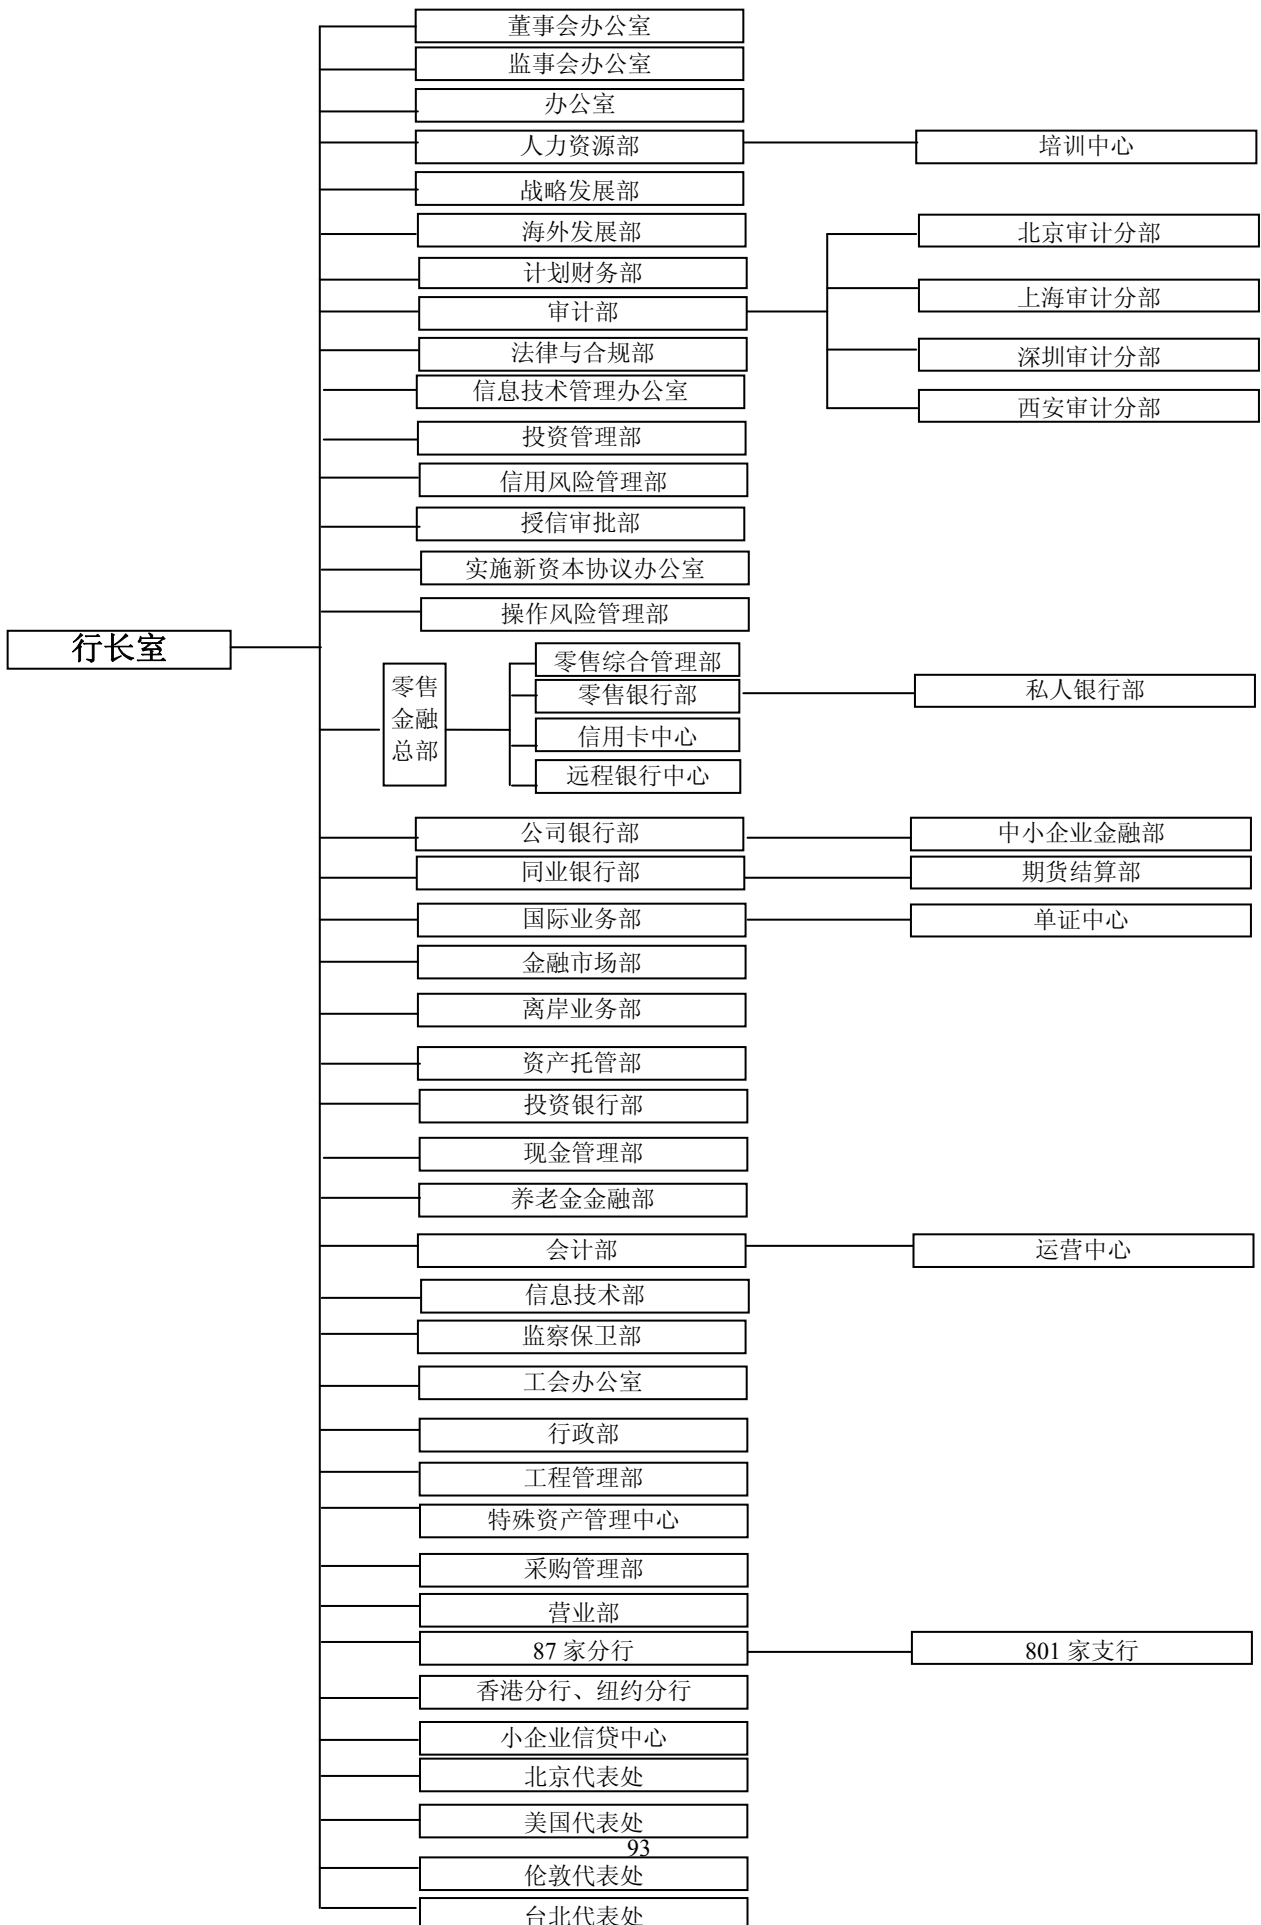 董事会办公室
监事会办公室
办公室
人力资源部
培训中心
战略发展部
海外发展部
北京审计分部
计划财务部
审计部
上海审计分部
法律与合规部
深圳审计分部
信息技术管理办公室
西安审计分部
投资管理部
信用风险管理部
授信审批部
实施新资本协议办公室
操作风险管理部
行长室
零售
金融
总部
零售综合管理部
零售银行部
私人银行部
信用卡中心
远程银行中心
公司银行部
中小企业金融部
同业银行部
期货结算部
国际业务部
单证中心
金融市场部
离岸业务部
资产托管部
投资银行部
现金管理部
养老金金融部
会计部
运营中心
信息技术部
监察保卫部
工会办公室
行政部
工程管理部
特殊资产管理中心
采购管理部
营业部
87 家分行
801 家支行
香港分行、纽约分行
小企业信贷中心
北京代表处
美国代表处
93
伦敦代表处
台北代表处